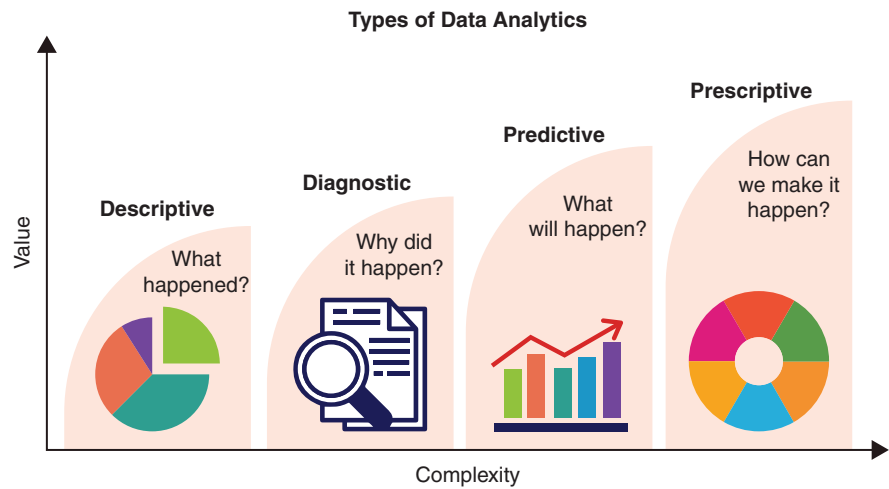 Types of Data Analytics
Value
Descriptive
What
happened?
Diagnostic
Why did
it happen?
Predictive
What
will happen?
Prescriptive
How can
we make it
happen?
Complexity